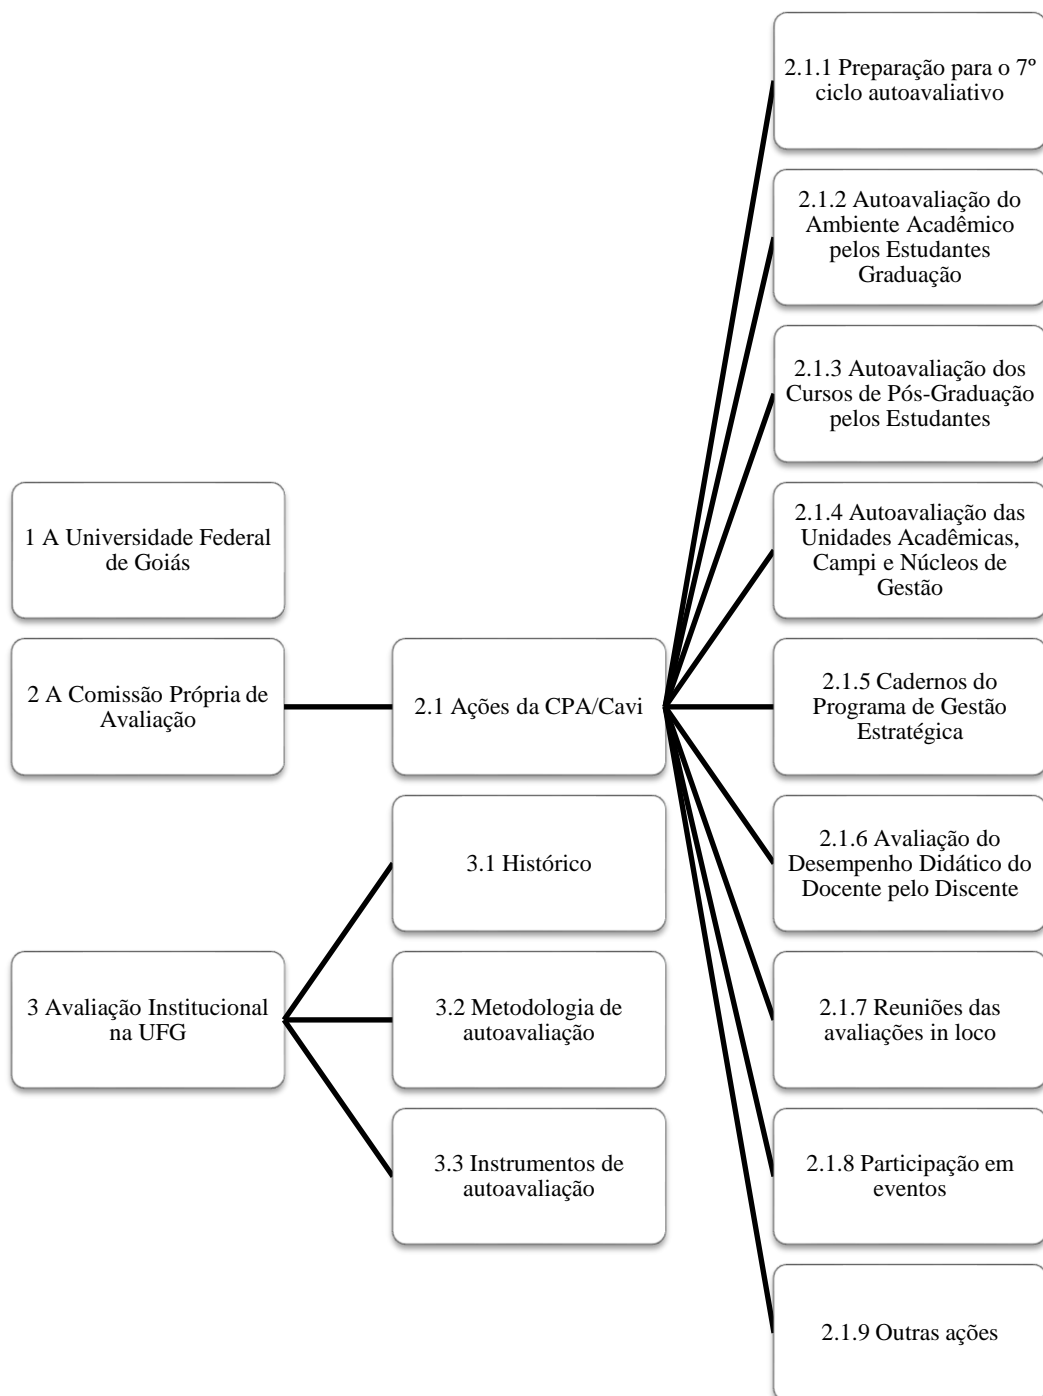 1 A Universidade Federal
de Goiás
2 A Comissão Própria de
Avaliação
2.1 Ações da CPA/Cavi
2.1.1 Preparação para o 7º
ciclo autoavaliativo
2.1.2 Autoavaliação do
Ambiente Acadêmico
pelos Estudantes
Graduação
2.1.3 Autoavaliação dos
Cursos de Pós-Graduação
pelos Estudantes
2.1.4 Autoavaliação das
Unidades Acadêmicas,
Campi e Núcleos de
Gestão
2.1.5 Cadernos do
Programa de Gestão
Estratégica
2.1.6 Avaliação do
Desempenho Didático do
Docente pelo Discente
2.1.7 Reuniões das
avaliações in loco
2.1.8 Participação em
eventos
2.1.9 Outras ações
3 Avaliação Institucional
na UFG
3.1 Histórico
3.2 Metodologia de
autoavaliação
3.3 Instrumentos de
autoavaliação